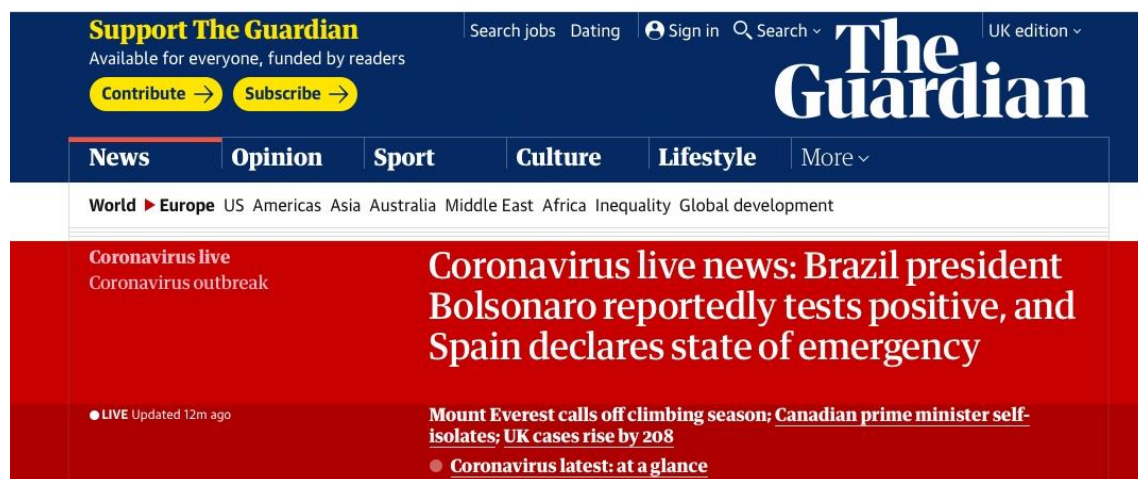 Support The Guardian
Available for everyone, funded by readers
Contribute →
Subscribe →
Search jobs Dating Sign in Search
UK edition
The
Guardian
News Opinion Sport Culture Lifestyle More
World Europe US Americas Asia Australia Middle East Africa Inequality Global development
Coronavirus live
Coronavirus outbreak
Coronavirus live news: Brazil president
Bolsonaro reportedly tests positive, and
Spain declares state of emergency
LIVE Updated 12m ago
Mount Everest calls off climbing season; Canadian prime minister self-
isolates; UK cases rise by 208
Coronavirus latest: at a glance